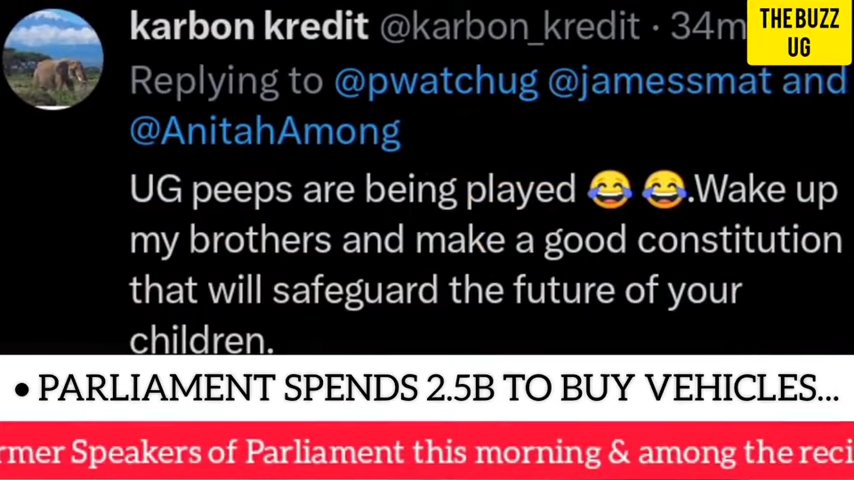 karbon kredit @karbon_kredit · 34m
THE BUZZ
UG
Replying to @pwatchug @jamessmat and
@AnitahAmong
UG peeps are being played 😂 😂.Wake up
my brothers and make a good constitution
that will safeguard the future of your
children.
• PARLIAMENT SPENDS 2.5B TO BUY VEHICLES...
rmer Speakers of Parliament this morning & among the reci